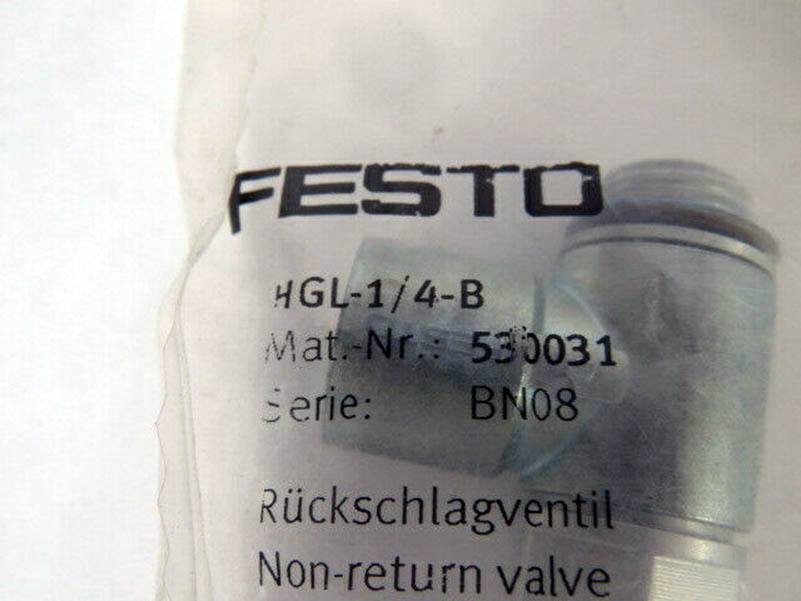 FESTO
HGL-1/4-B
Mat.-Nr.: 530031
Serie: BN08
Rückschlagventil
Non-return valve